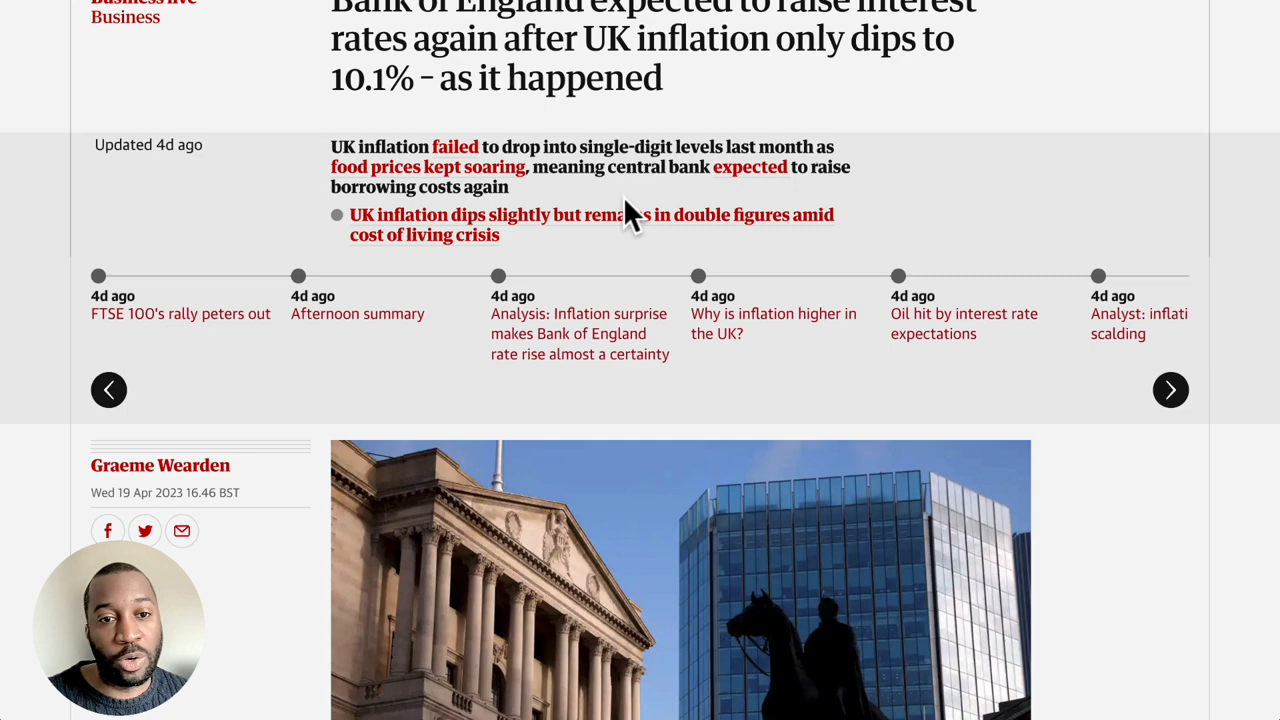 Business live
Business
Bank of England expected to raise interest
rates again after UK inflation only dips to
10.1% – as it happened
Updated 4d ago
UK inflation failed to drop into single-digit levels last month as
food prices kept soaring, meaning central bank expected to raise
borrowing costs again
UK inflation dips slightly but remains in double figures amid
cost of living crisis
4d ago
FTSE 100's rally peters out
4d ago
Afternoon summary
4d ago
Analysis: Inflation surprise
makes Bank of England
rate rise almost a certainty
4d ago
Why is inflation higher in
the UK?
4d ago
Oil hit by interest rate
expectations
4d ago
Analyst: inflati
scalding
Graeme Wearden
Wed 19 Apr 2023 16.46 BST